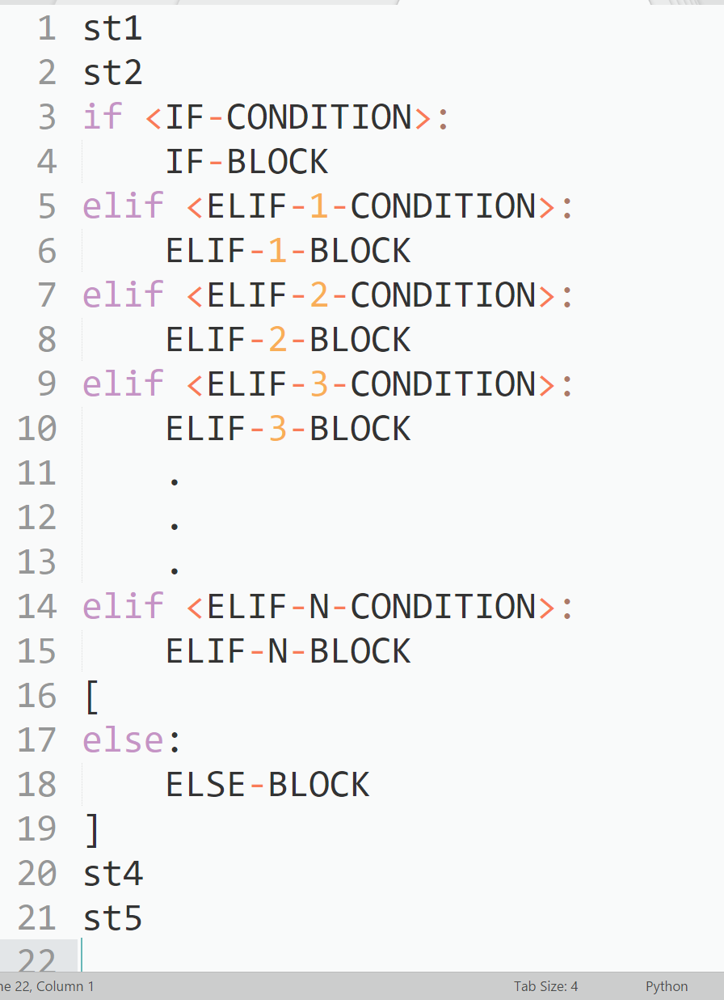 1 st1
2 st2
3 if <IF-CONDITION>:
4 IF-BLOCK
5 elif <ELIF-1-CONDITION>:
6 ELIF-1-BLOCK
7 elif <ELIF-2-CONDITION>:
8 ELIF-2-BLOCK
9 elif <ELIF-3-CONDITION>:
10 ELIF-3-BLOCK
11 .
12 .
13 .
14 elif <ELIF-N-CONDITION>:
15 ELIF-N-BLOCK
16 [
17 else:
18 ELSE-BLOCK
19 ]
20 st4
21 st5
22
ne 22, Column 1 Tab Size: 4 Python